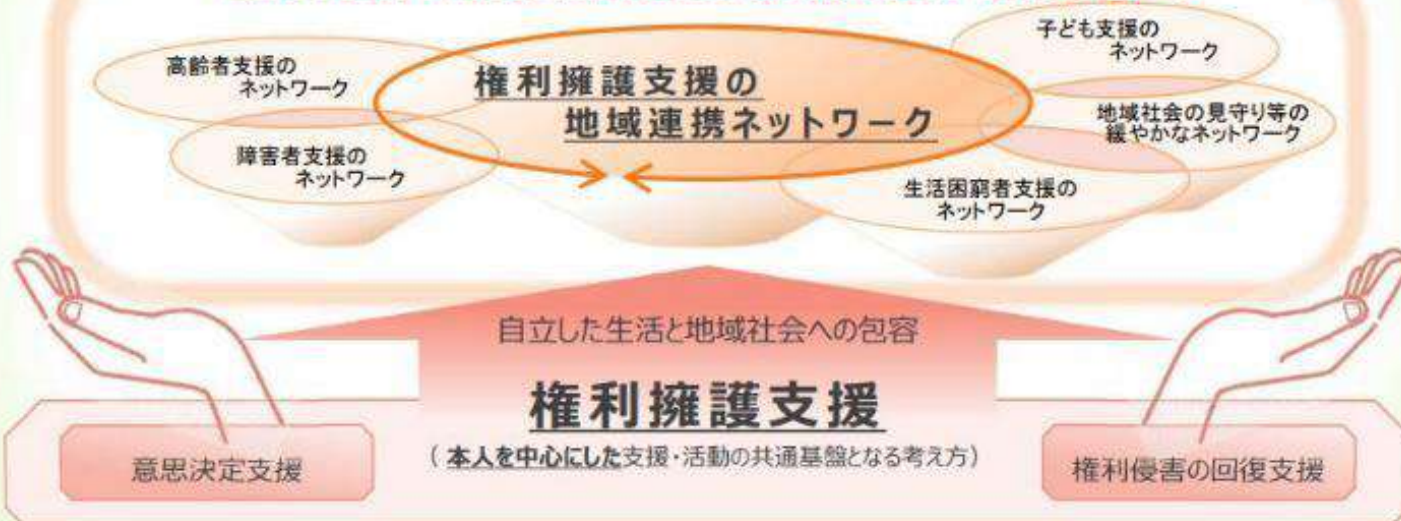 高齢者支援の
ネットワーク
権利擁護支援の
地域連携ネットワーク
子ども支援の
ネットワーク
地域社会の見守り等の
緩やかなネットワーク
障害者支援の
ネットワーク
生活困窮者支援の
ネットワーク
自立した生活と地域社会への包容
権利擁護支援
(本人を中心にした支援・活動の共通基盤となる考え方)
意思決定支援
権利侵害の回復支援